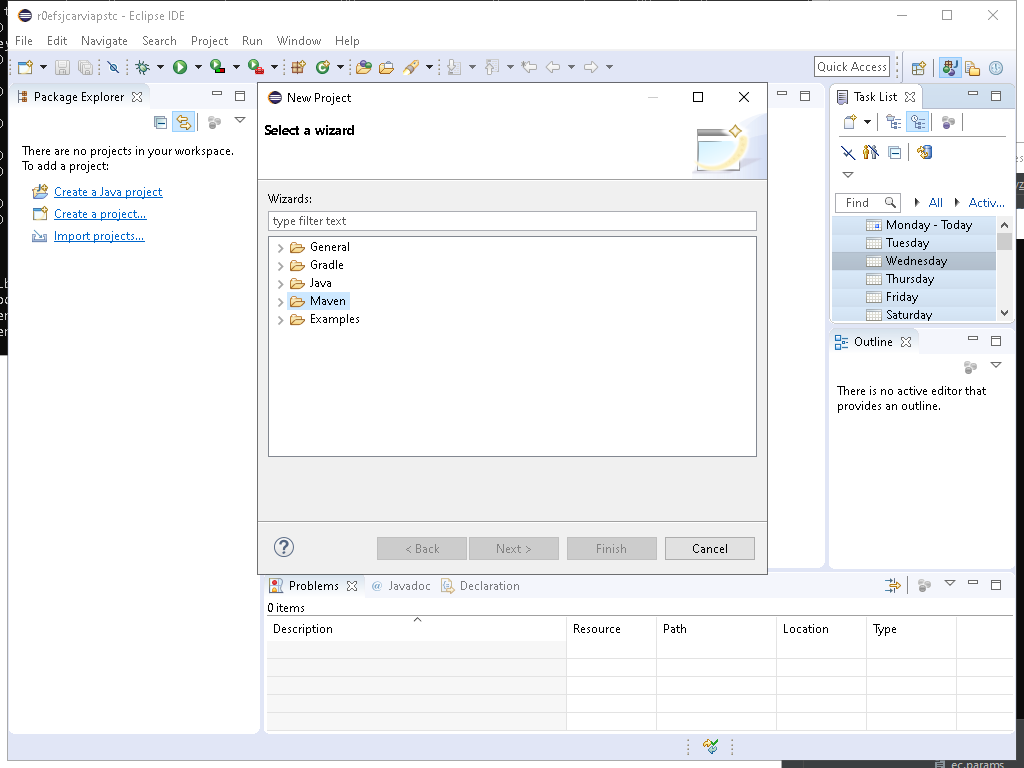 r0efsjcarviapstc - Eclipse IDE
File Edit Navigate Search Project Run Window Help
Quick Access
Package Explorer
There are no projects in your workspace.
To add a project:
Create a Java project
Create a project...
Import projects...
New Project
Select a wizard
Wizards:
type filter text
General
Gradle
Java
Maven
Examples
< Back
Next >
Finish
Cancel
Task List
Find
All
Activ...
Monday - Today
Tuesday
Wednesday
Thursday
Friday
Saturday
Outline
There is no active editor that
provides an outline.
Problems
@ Javadoc
Declaration
0 items
Description Resource Path Location Type
ec.params